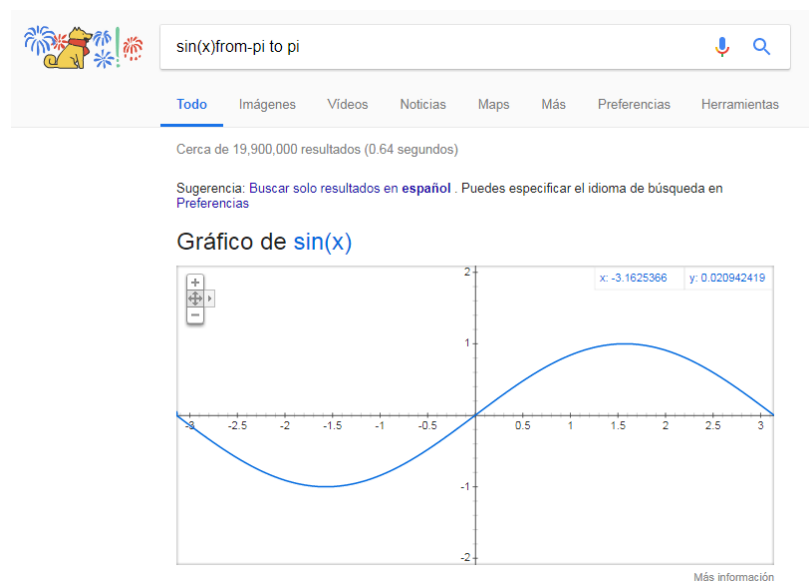 sin(x)from-pi to pi
Todo Imágenes Vídeos Noticias Maps Más Preferencias Herramientas
Cerca de 19,900,000 resultados (0.64 segundos)
Sugerencia: Buscar solo resultados en español . Puedes especificar el idioma de búsqueda en
Preferencias
Gráfico de sin(x)
x: -3.1625366 y: 0.020942419
2
1
-3 -2.5 -2 -1.5 -1 -0.5 0 0.5 1 1.5 2 2.5 3
-1
-2
Más información